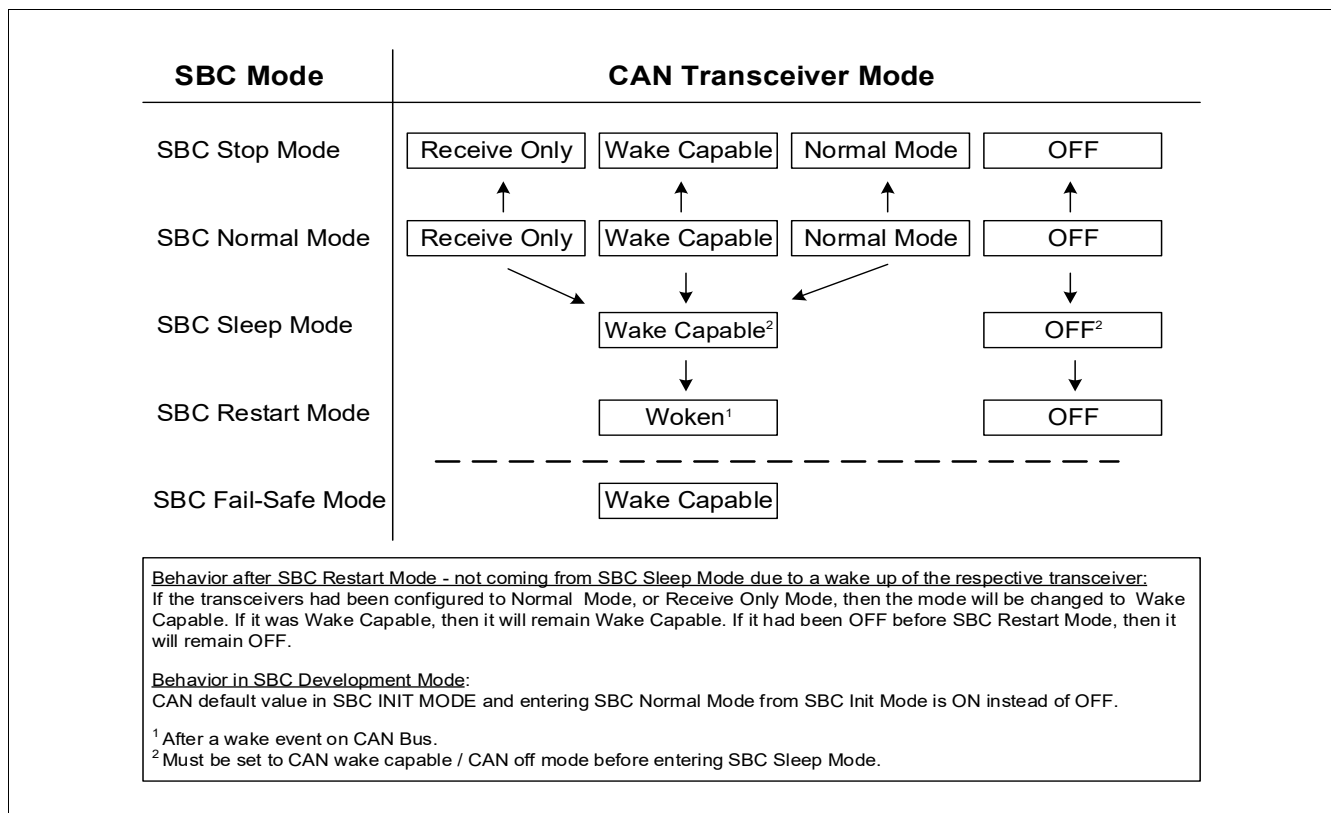 SBC Mode CAN Transceiver Mode
SBC Stop Mode Receive Only Wake Capable Normal Mode OFF
SBC Normal Mode Receive Only Wake Capable Normal Mode OFF
SBC Sleep Mode Wake Capable² OFF²
SBC Restart Mode Woken¹ OFF
SBC Fail-Safe Mode Wake Capable
Behavior after SBC Restart Mode - not coming from SBC Sleep Mode due to a wake up of the respective transceiver:
If the transceivers had been configured to Normal Mode, or Receive Only Mode, then the mode will be changed to Wake
Capable. If it was Wake Capable, then it will remain Wake Capable. If it had been OFF before SBC Restart Mode, then it
will remain OFF.
Behavior in SBC Development Mode:
CAN default value in SBC INIT MODE and entering SBC Normal Mode from SBC Init Mode is ON instead of OFF.
¹ After a wake event on CAN Bus.
² Must be set to CAN wake capable / CAN off mode before entering SBC Sleep Mode.